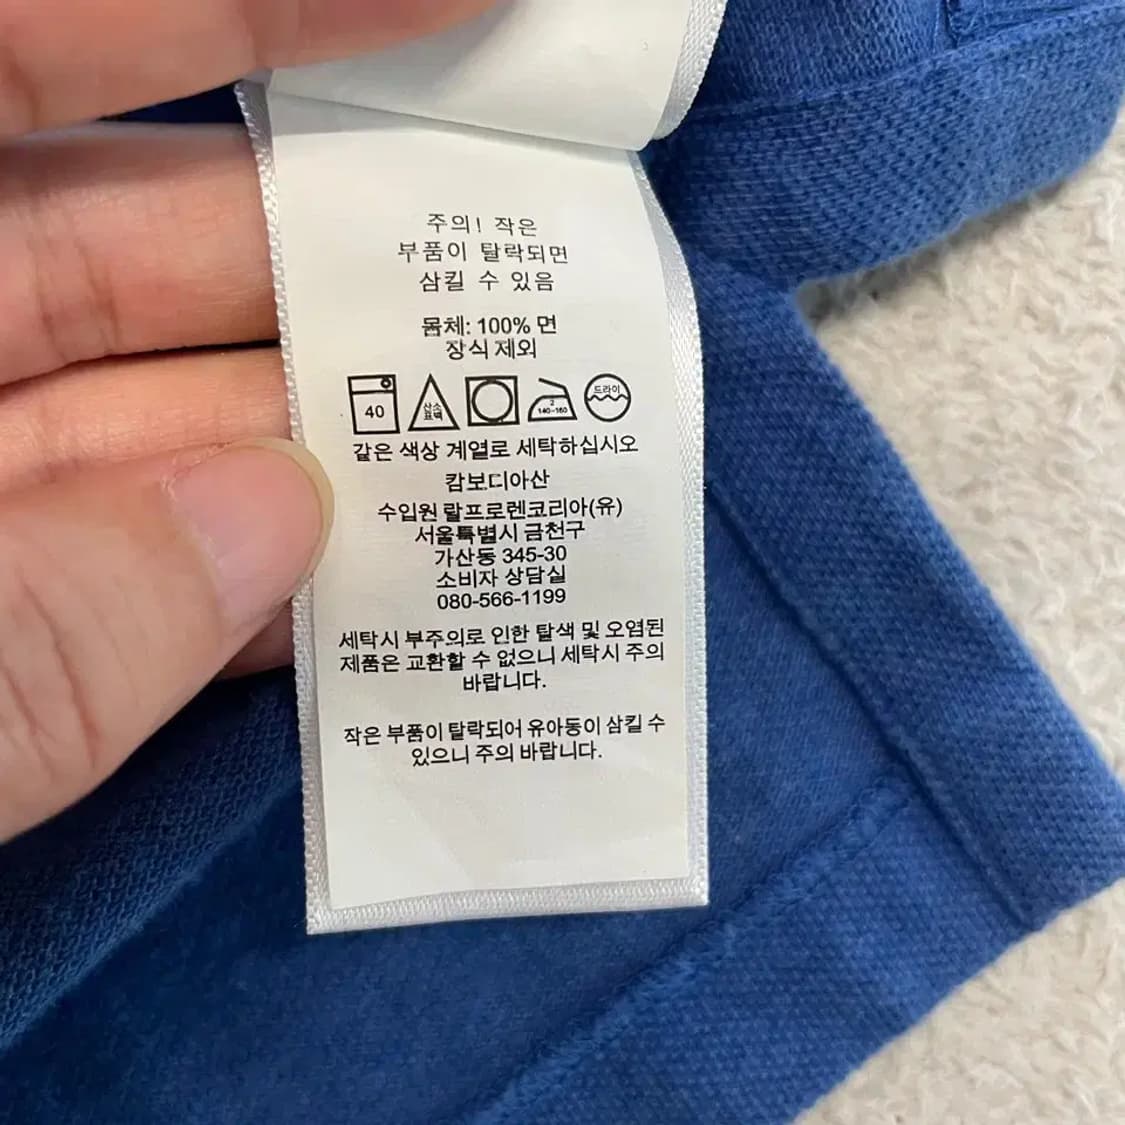 주의! 작은
부품이 탈락되면
삼킬 수 있음
몸체: 100% 면
장식 제외
40
산소
표백
2
140~160
드라이
같은 색상 계열로 세탁하십시오
캄보디아산
수입원 랄프로렌코리아(유)
서울특별시 금천구
가산동 345-30
소비자 상담실
080-566-1199
세탁시 부주의로 인한 탈색 및 오염된
제품은 교환할 수 없으니 세탁시 주의
바랍니다.
작은 부품이 탈락되어 유아동이 삼킬 수
있으니 주의 바랍니다.